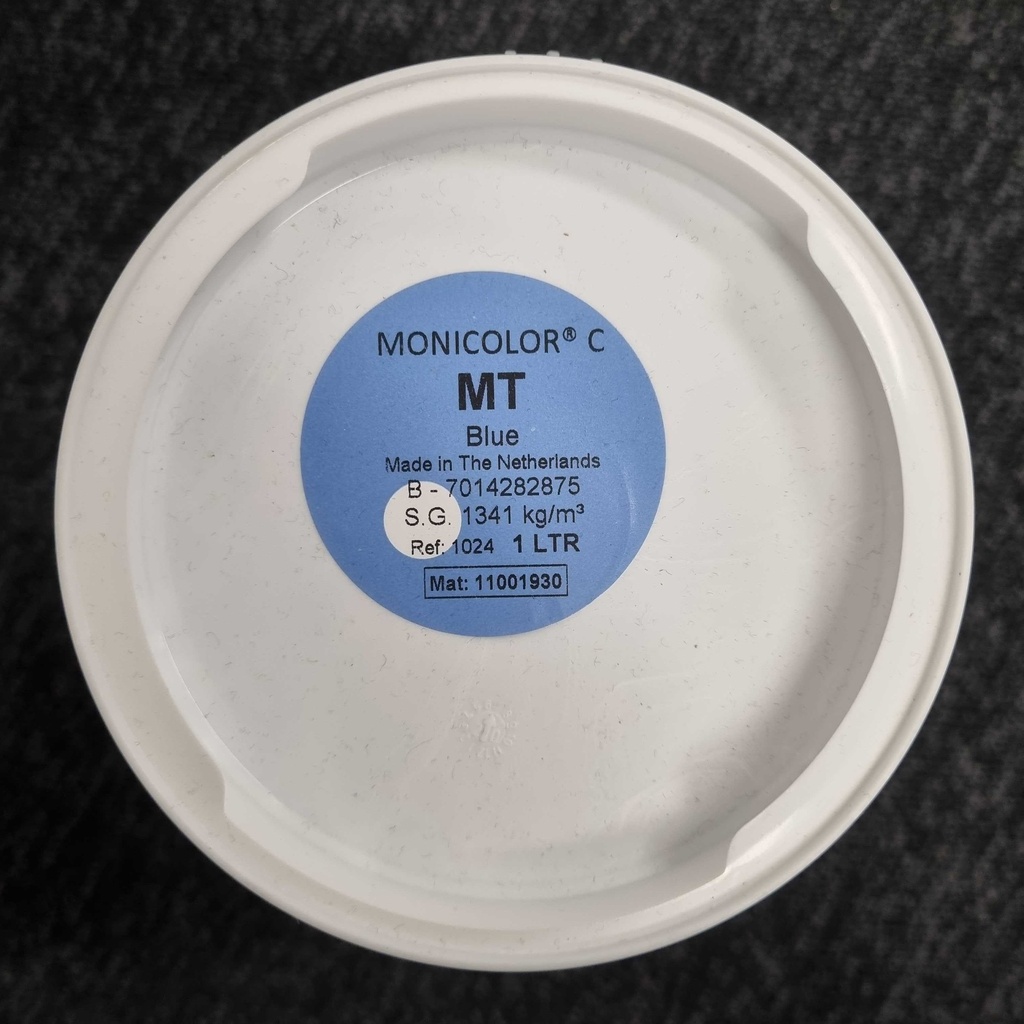 MONICOLOR® C
MT
Blue
Made in The Netherlands
B - 7014282875
S.G. 1341 kg/m³
Ref: 1024 1 LTR
Mat: 11001930